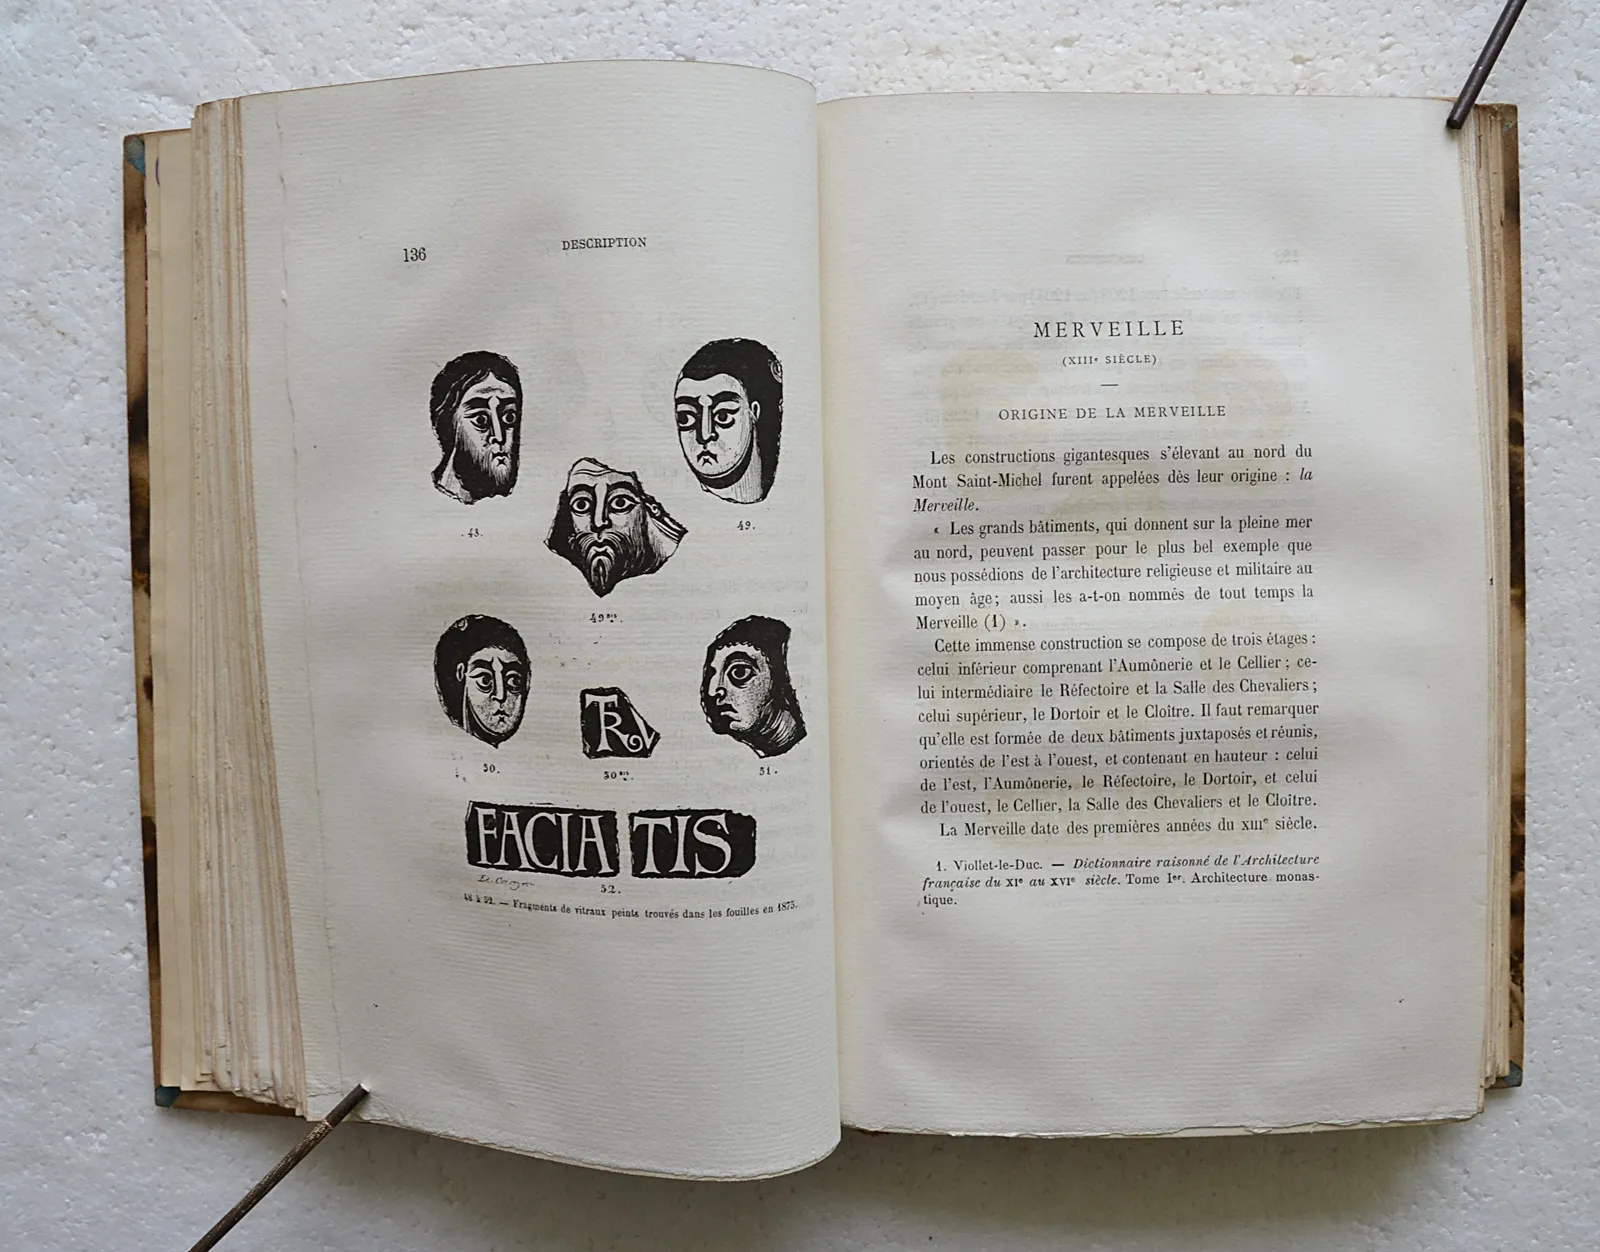 136
DESCRIPTION
48.
49.
49 bis.
TR
50.
50 bis.
51.
FACIA TIS
52.
48 à 52. — Fragments de vitraux peints trouvés dans les fouilles en 1875.
MERVEILLE
(XIIIe SIÈCLE)
ORIGINE DE LA MERVEILLE
Les constructions gigantesques s'élevant au nord du
Mont Saint-Michel furent appelées dès leur origine : la
Merveille.
« Les grands bâtiments, qui donnent sur la pleine mer
au nord, peuvent passer pour le plus bel exemple que
nous possédions de l'architecture religieuse et militaire au
moyen âge; aussi les a-t-on nommés de tout temps la
Merveille (1) ».
Cette immense construction se compose de trois étages :
celui inférieur comprenant l'Aumônerie et le Cellier; ce-
lui intermédiaire le Réfectoire et la Salle des Chevaliers;
celui supérieur, le Dortoir et le Cloître. Il faut remarquer
qu'elle est formée de deux bâtiments juxtaposés et réunis,
orientés de l'est à l'ouest, et contenant en hauteur : celui
de l'est, l'Aumônerie, le Réfectoire, le Dortoir, et celui
de l'ouest, le Cellier, la Salle des Chevaliers et le Cloître.
La Merveille date des premières années du XIIIe siècle.
1. Viollet-le-Duc. — Dictionnaire raisonné de l'Architecture
française du XIe au XVIe siècle. Tome Ier. Architecture monas-
tique.